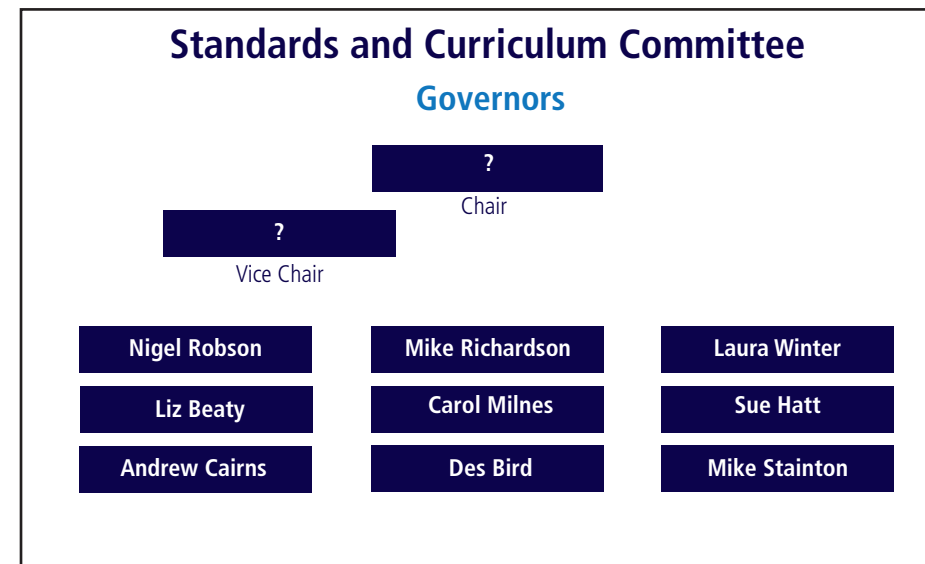 Standards and Curriculum Committee
Governors
?
Chair
?
Vice Chair
Nigel Robson
Mike Richardson
Laura Winter
Liz Beaty
Carol Milnes
Sue Hatt
Andrew Cairns
Des Bird
Mike Stainton